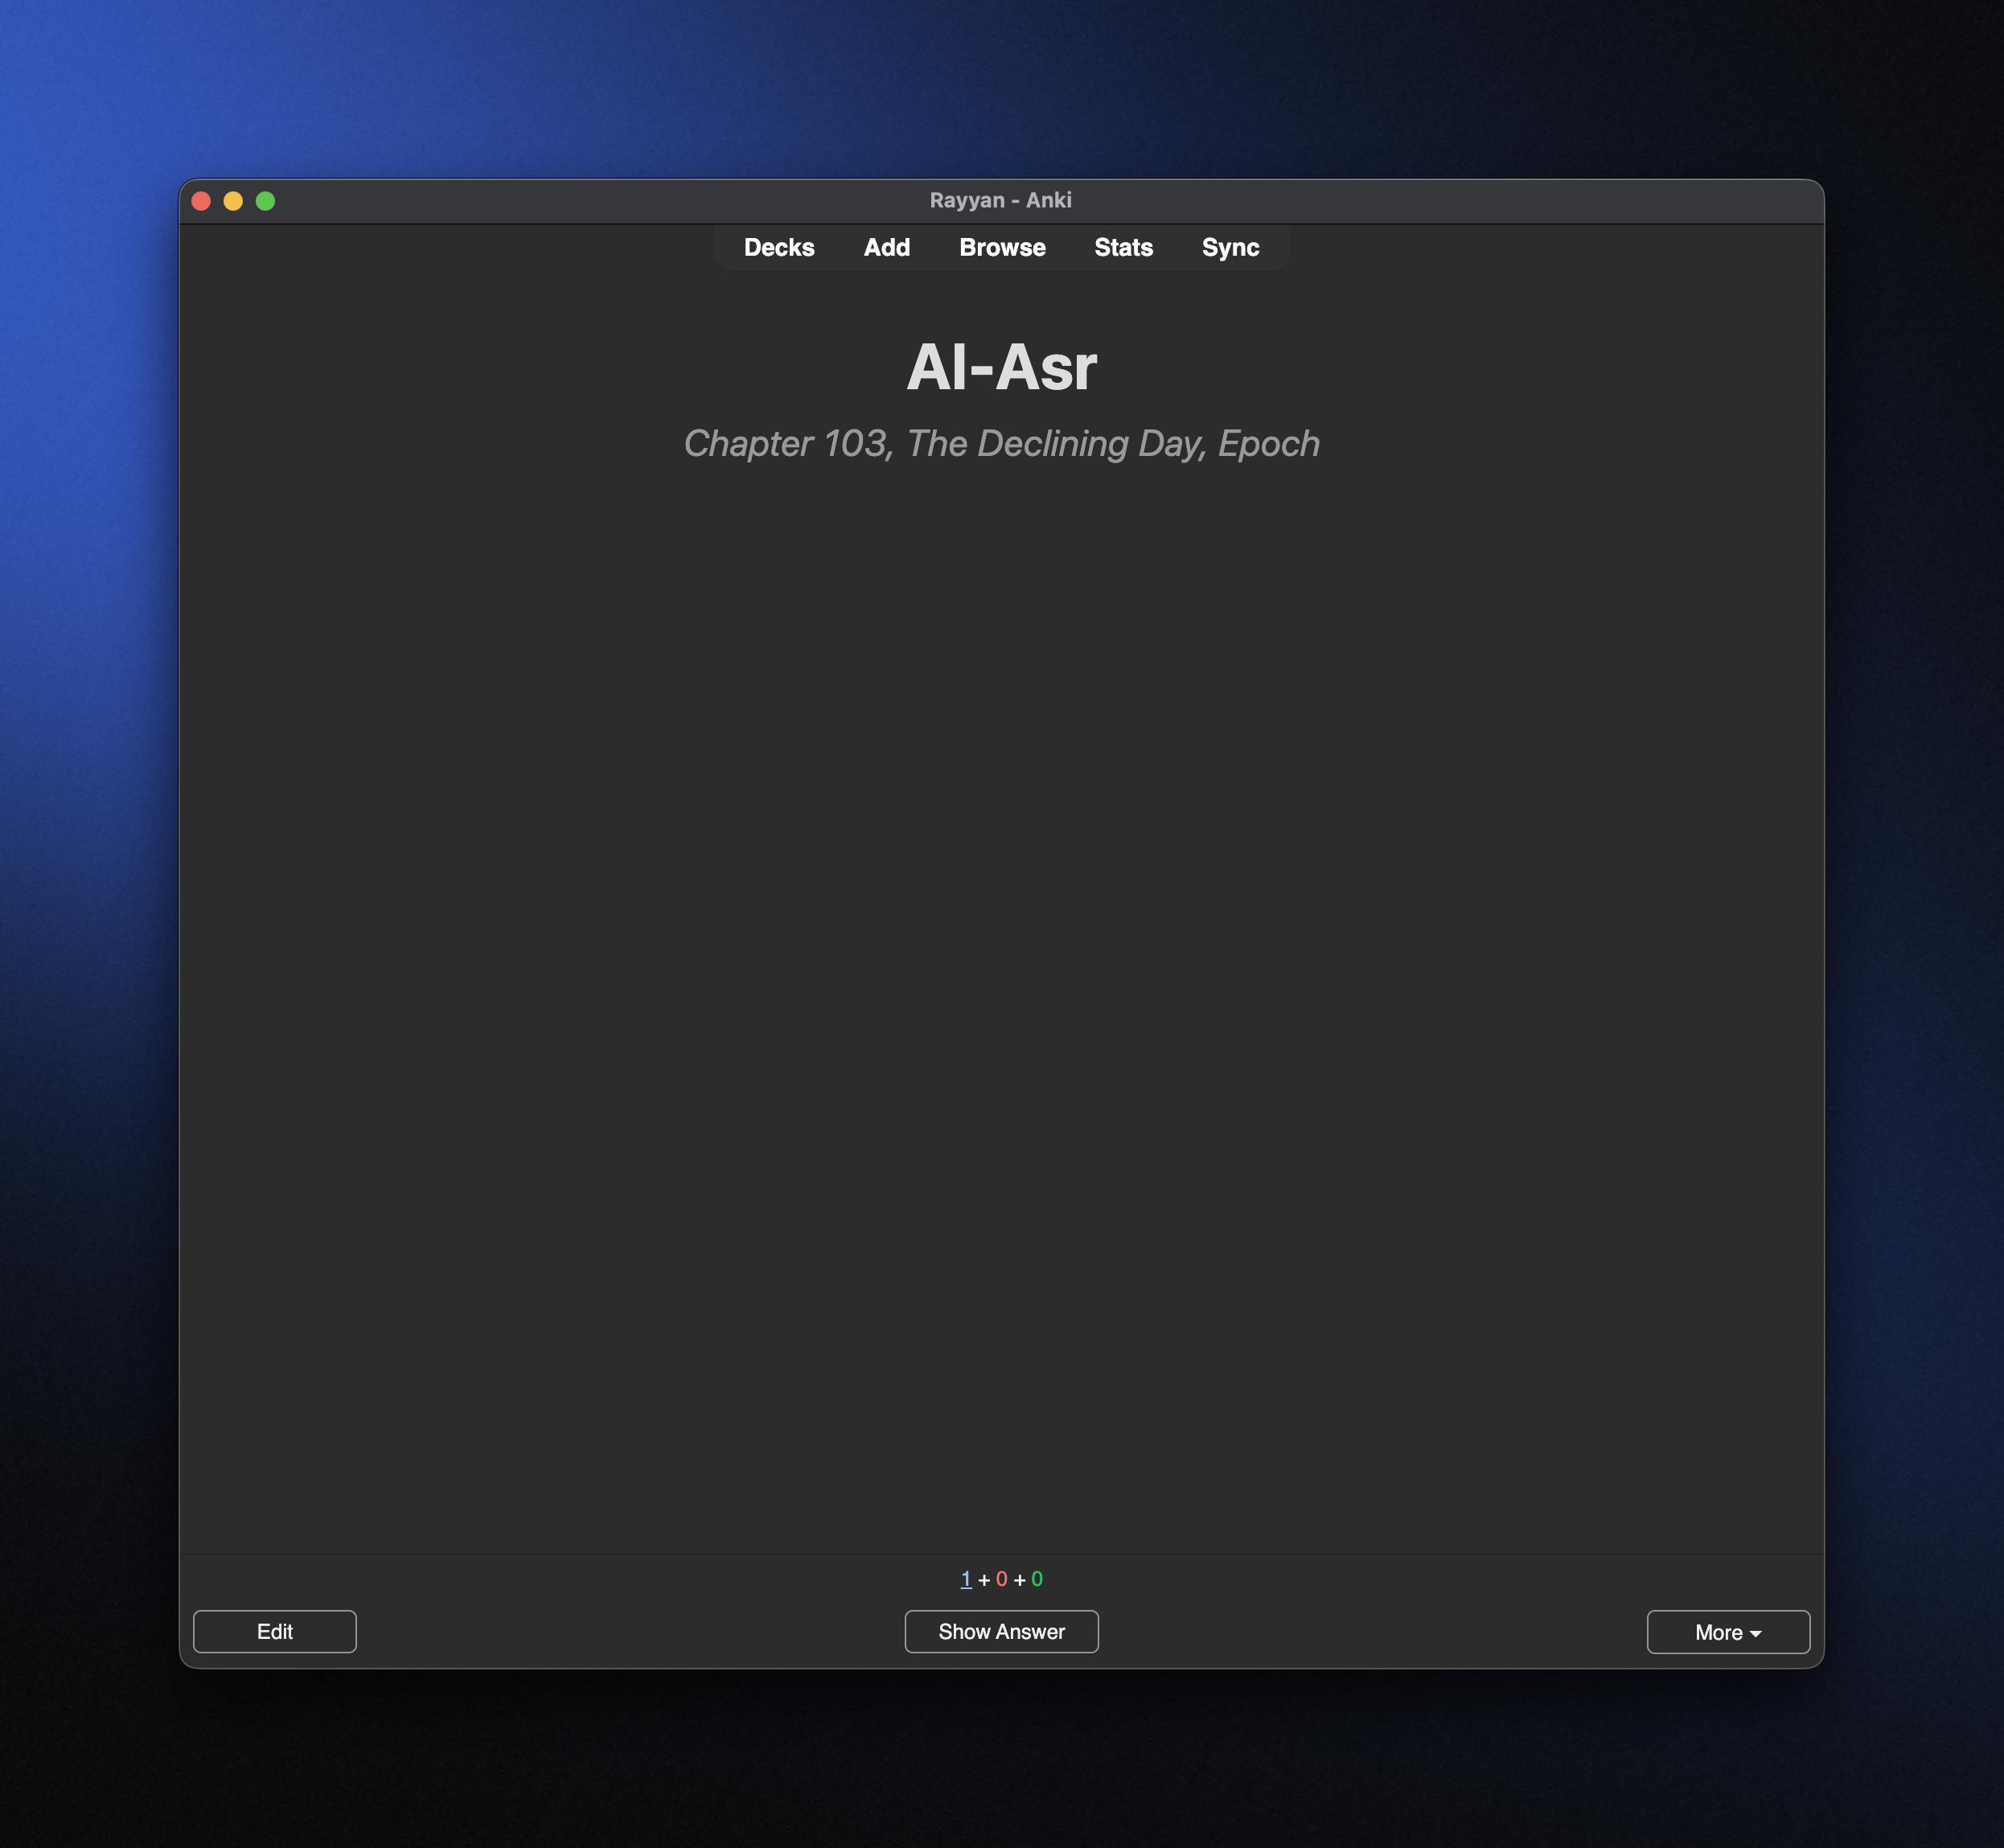 Rayyan - Anki
Decks Add Browse Stats Sync
Al-Asr
Chapter 103, The Declining Day, Epoch
1 + 0 + 0
Edit Show Answer More